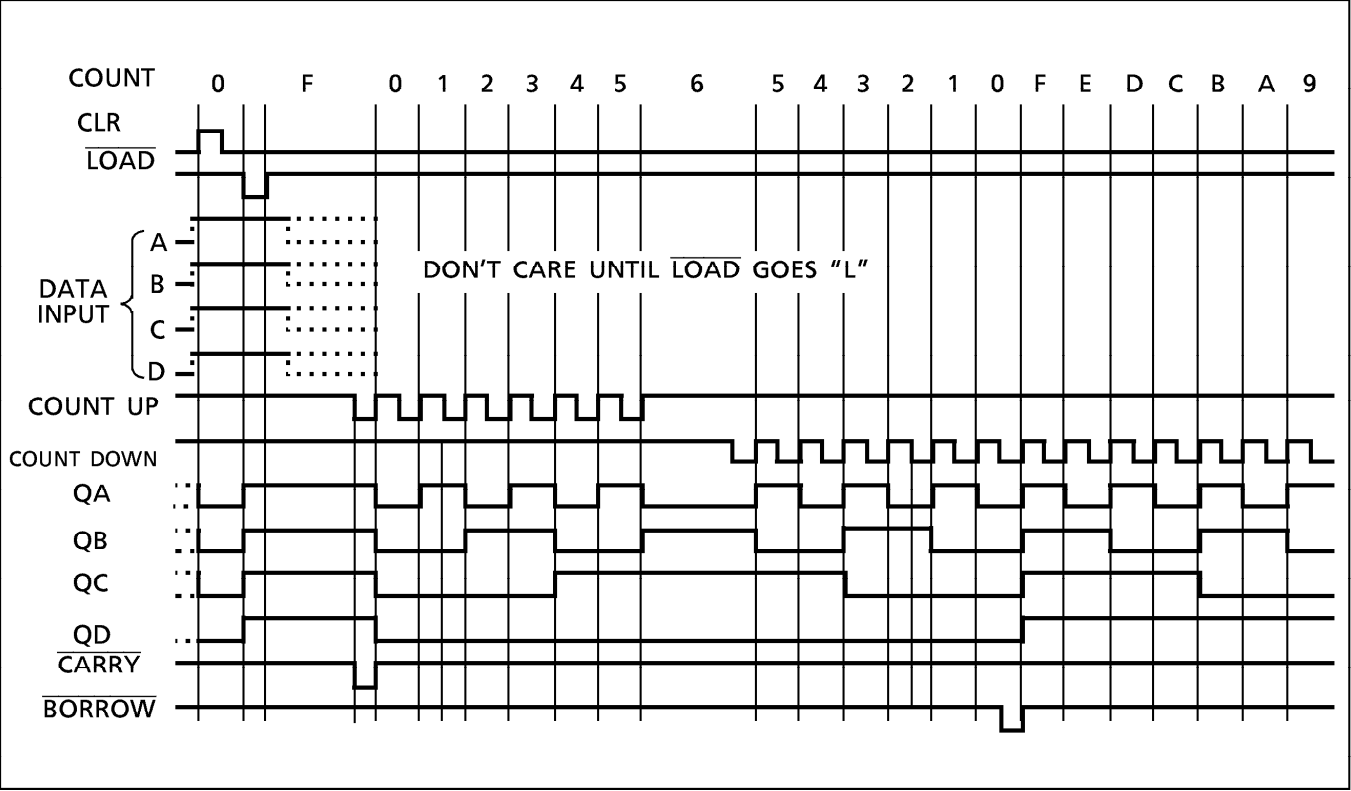 COUNT 0 F 0 1 2 3 4 5 6 5 4 3 2 1 0 F E D C B A 9
CLR
LOAD
A
B
DATA
INPUT
C
D
DON'T CARE UNTIL LOAD GOES "L"
COUNT UP
COUNT DOWN
QA
QB
QC
QD
CARRY
BORROW